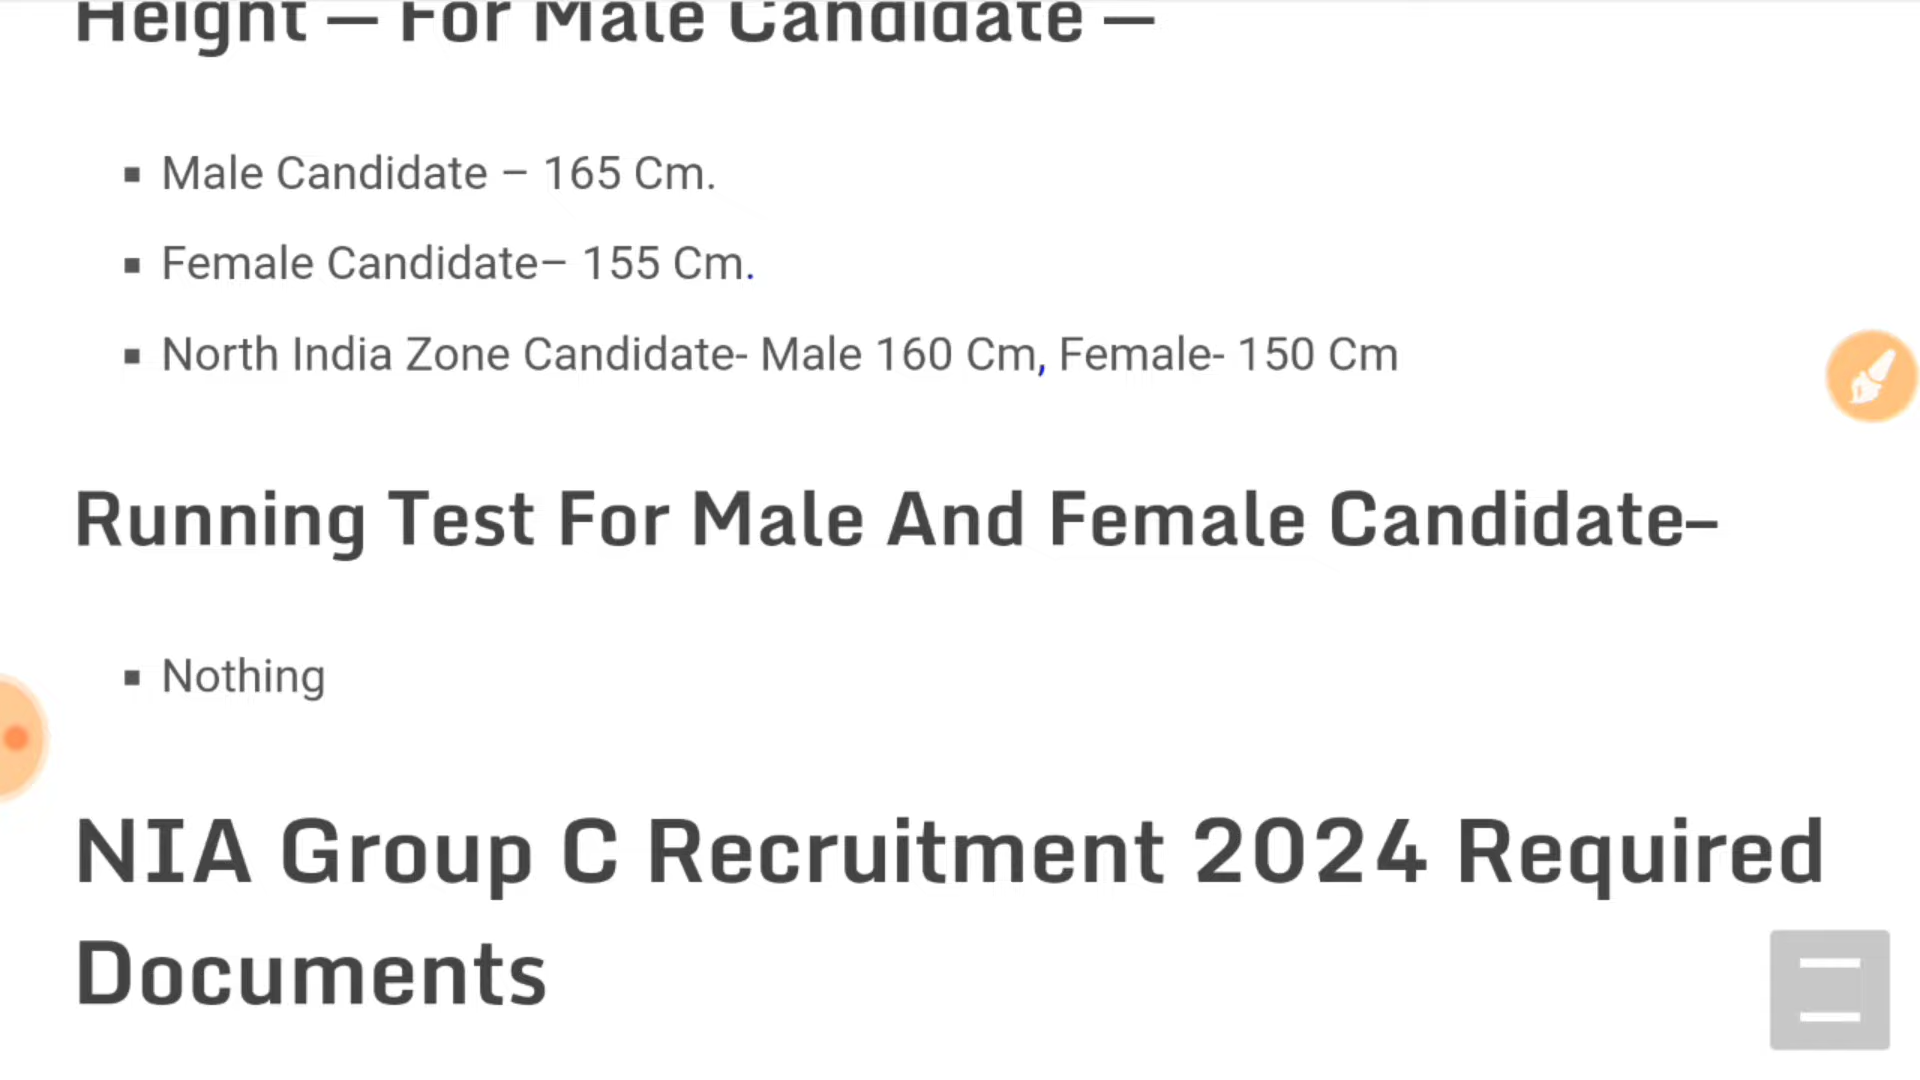 Height – For Male Candidate –
Male Candidate – 165 Cm.
Female Candidate– 155 Cm.
North India Zone Candidate- Male 160 Cm, Female- 150 Cm
Running Test For Male And Female Candidate–
Nothing
NIA Group C Recruitment 2024 Required
Documents